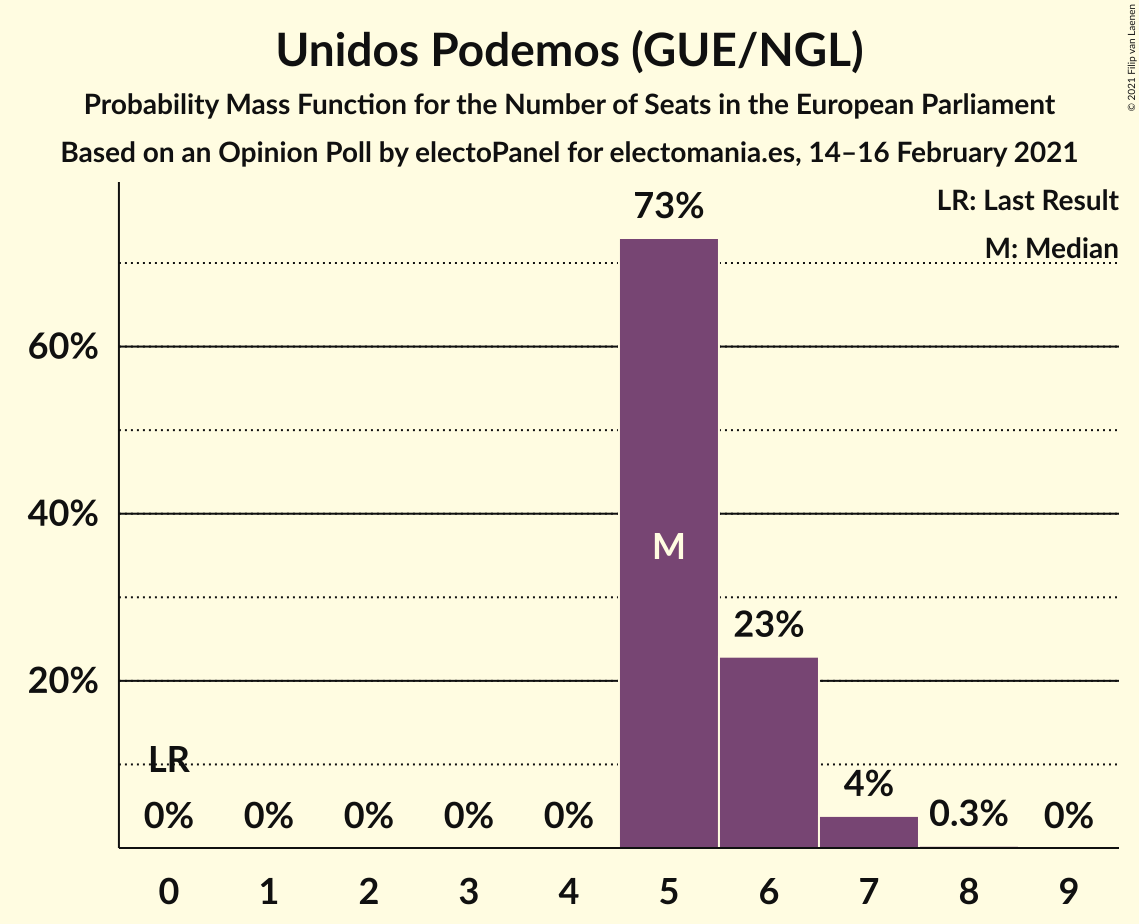 Unidos Podemos (GUE/NGL)
Probability Mass Function for the Number of Seats in the European Parliament
Based on an Opinion Poll by electoPanel for electomania.es, 14–16 February 2021
© 2021 Filip van Laenen
LR: Last Result
M: Median
73%
60%
40%
M
23%
20%
LR
4%
0% 0% 0% 0% 0% 0.3% 0%
0 1 2 3 4 5 6 7 8 9